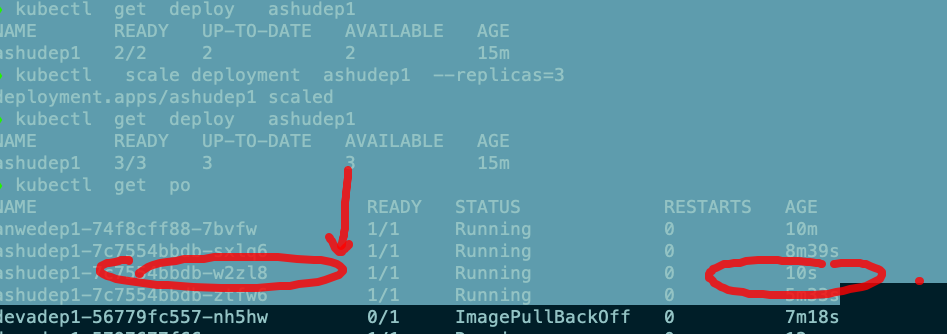 kubectl get deploy ashudep1
NAME READY UP-TO-DATE AVAILABLE AGE
ashudep1 2/2 2 2 15m
kubectl scale deployment ashudep1 --replicas=3
deployment.apps/ashudep1 scaled
kubectl get deploy ashudep1
NAME READY UP-TO-DATE AVAILABLE AGE
ashudep1 3/3 3 3 15m
kubectl get po
NAME READY STATUS RESTARTS AGE
anwedep1-74f8cff88-7bvfw 1/1 Running 0 10m
ashudep1-7c7554bbdb-sxlg6 1/1 Running 0 8m39s
ashudep1-7c7554bbdb-w2zl8 1/1 Running 0 10s
ashudep1-7c7554bbdb-ztfw6 1/1 Running 0 5m33s
devadep1-56779fc557-nh5hw 0/1 ImagePullBackOff 0 7m18s